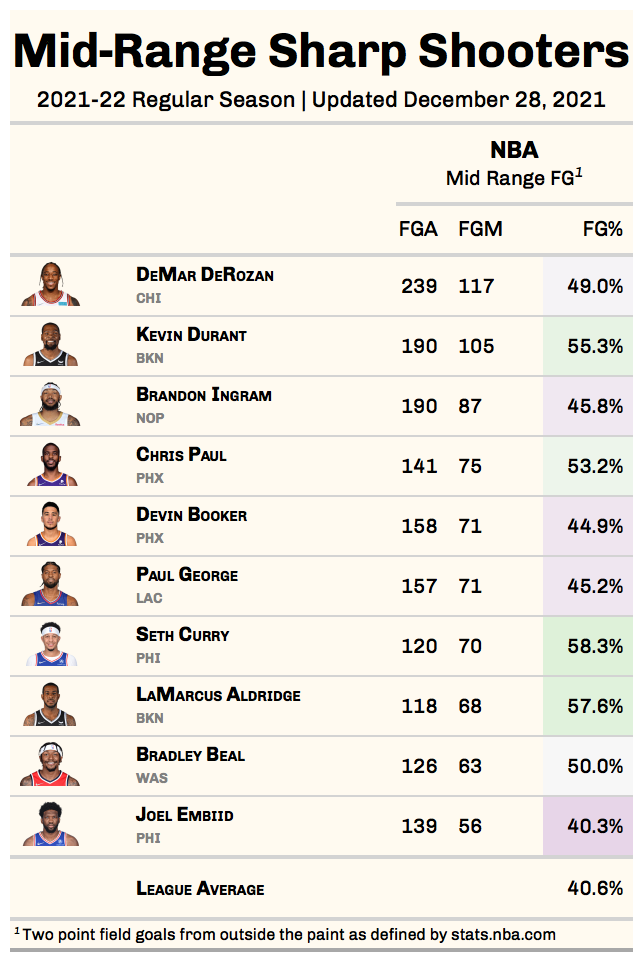 Mid-Range Sharp Shooters
2021-22 Regular Season | Updated December 28, 2021
NBA
Mid Range FG¹
FGA FGM FG%
DeMar DeRozan
CHI
239 117 49.0%
Kevin Durant
BKN
190 105 55.3%
Brandon Ingram
NOP
190 87 45.8%
Chris Paul
PHX
141 75 53.2%
Devin Booker
PHX
158 71 44.9%
Paul George
LAC
157 71 45.2%
Seth Curry
PHI
120 70 58.3%
LaMarcus Aldridge
BKN
118 68 57.6%
Bradley Beal
WAS
126 63 50.0%
Joel Embiid
PHI
139 56 40.3%
League Average 40.6%
¹ Two point field goals from outside the paint as defined by stats.nba.com